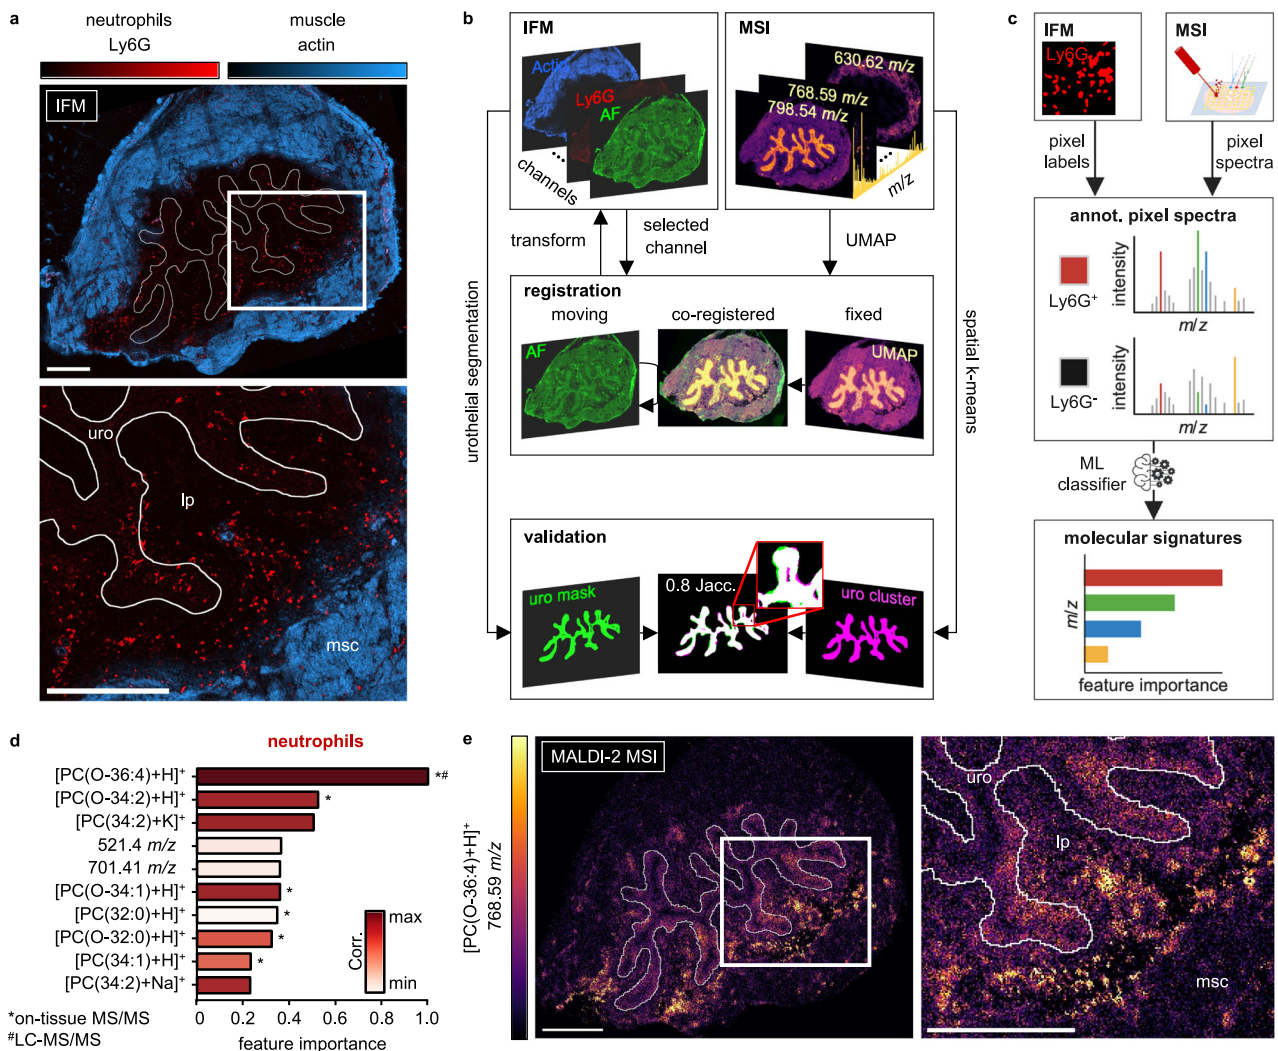 a
neutrophils
Ly6G
muscle
actin
IFM
uro
lp
msc
b
IFM
Actin
Ly6G
AF
channels
MSI
630.62 m/z
768.59 m/z
798.54 m/z
m/z
transform
selected
channel
UMAP
urothelial segmentation
spatial k-means
registration
moving
co-registered
fixed
AF
UMAP
validation
uro mask
0.8 Jacc.
uro cluster
c
IFM
MSI
Ly6G
pixel
labels
pixel
spectra
annot. pixel spectra
Ly6G⁺
intensity
m/z
Ly6G⁻
intensity
m/z
ML
classifier
molecular signatures
m/z
feature importance
d
neutrophils
[PC(O-36:4)+H]⁺ *#
[PC(O-34:2)+H]⁺ *
[PC(34:2)+K]⁺
521.4 m/z
701.41 m/z
[PC(O-34:1)+H]⁺ *
[PC(32:0)+H]⁺ *
[PC(O-32:0)+H]⁺ *
[PC(34:1)+H]⁺ *
[PC(34:2)+Na]⁺
Corr.
max
min
0 0.2 0.4 0.6 0.8 1.0
feature importance
*on-tissue MS/MS
#LC-MS/MS
e
[PC(O-36:4)+H]⁺
768.59 m/z
MALDI-2 MSI
uro
lp
msc